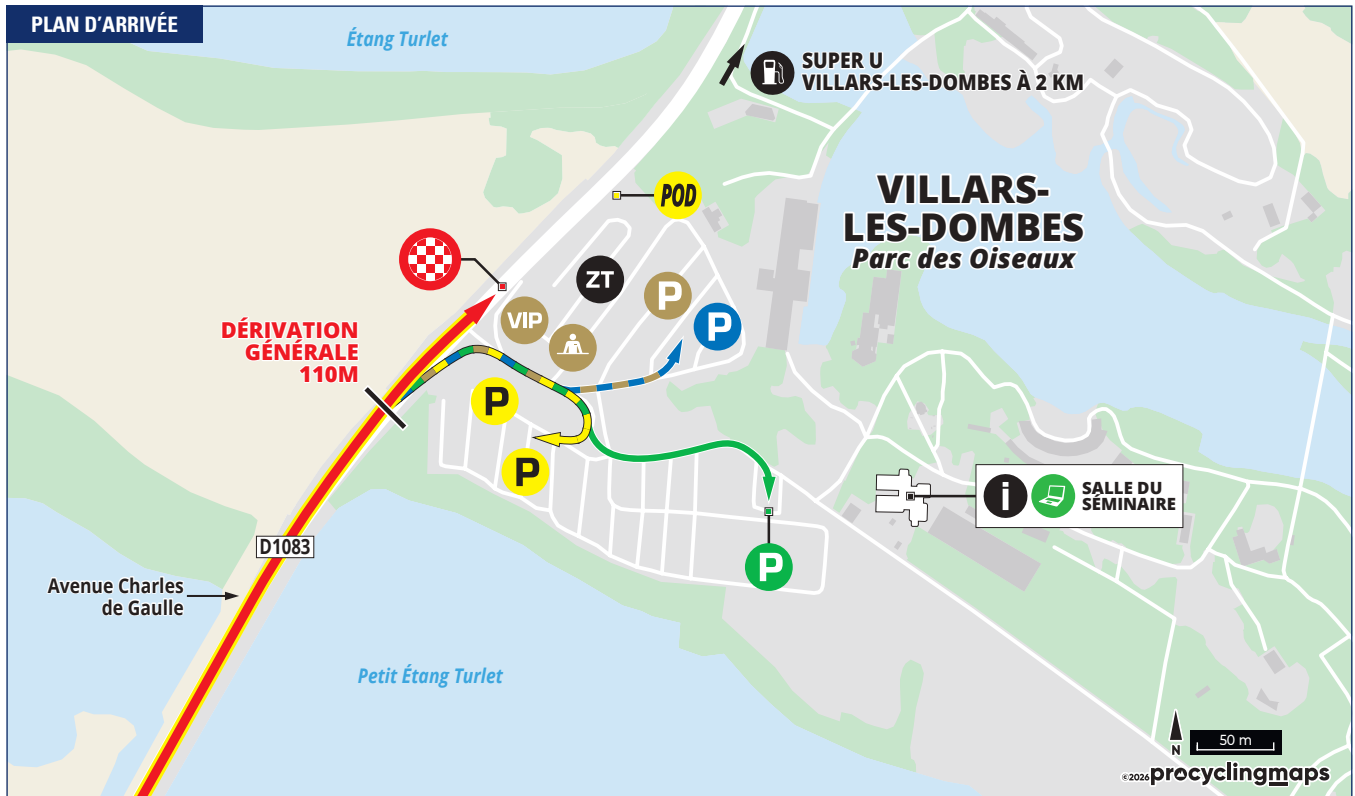 PLAN D'ARRIVÉE
Étang Turlet
SUPER U
VILLARS-LES-DOMBES À 2 KM
POD
VILLARS-
LES-DOMBES
Parc des Oiseaux
ZT
P
VIP
P
DÉRIVATION
GÉNÉRALE
110M
P
P
i
SALLE DU
SÉMINAIRE
D1083
P
Avenue Charles
de Gaulle
Petit Étang Turlet
N
50 m
©2026 procyclingmaps